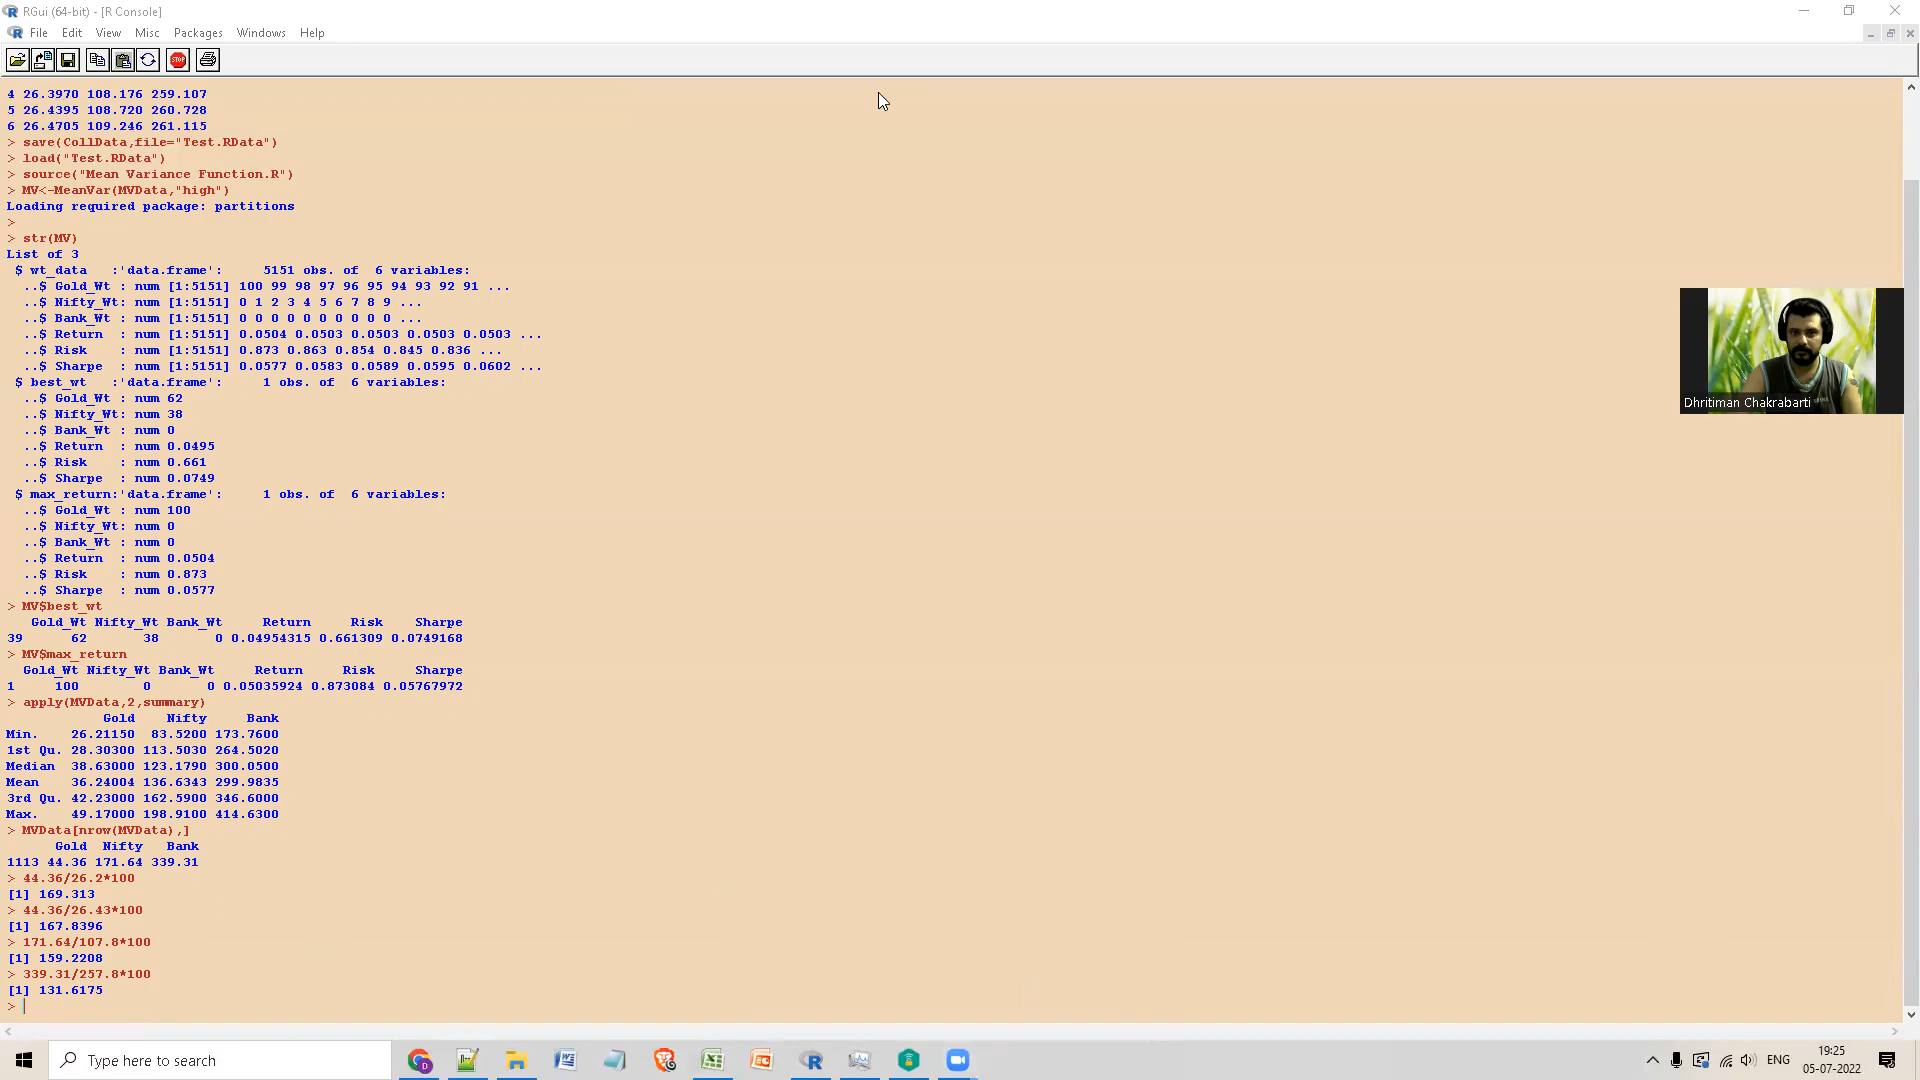 RGui (64-bit) - [R Console]
File Edit View Misc Packages Windows Help
STOP
4 26.3970 108.176 259.107
5 26.4395 108.720 260.728
6 26.4705 109.246 261.115
> save(CollData,file="Test.RData")
> load("Test.RData")
> source("Mean Variance Function.R")
> MV<-MeanVar(MVData,"high")
Loading required package: partitions
>
> str(MV)
List of 3
 $ wt_data   :'data.frame':     5151 obs. of  6 variables:
  ..$ Gold_Wt : num [1:5151] 100 99 98 97 96 95 94 93 92 91 ...
  ..$ Nifty_Wt: num [1:5151] 0 1 2 3 4 5 6 7 8 9 ...
  ..$ Bank_Wt : num [1:5151] 0 0 0 0 0 0 0 0 0 0 ...
  ..$ Return  : num [1:5151] 0.0504 0.0503 0.0503 0.0503 0.0503 ...
  ..$ Risk    : num [1:5151] 0.873 0.863 0.854 0.845 0.836 ...
  ..$ Sharpe  : num [1:5151] 0.0577 0.0583 0.0589 0.0595 0.0602 ...
 $ best_wt   :'data.frame':     1 obs. of  6 variables:
  ..$ Gold_Wt : num 62
  ..$ Nifty_Wt: num 38
  ..$ Bank_Wt : num 0
  ..$ Return  : num 0.0495
  ..$ Risk    : num 0.661
  ..$ Sharpe  : num 0.0749
 $ max_return:'data.frame':     1 obs. of  6 variables:
  ..$ Gold_Wt : num 100
  ..$ Nifty_Wt: num 0
  ..$ Bank_Wt : num 0
  ..$ Return  : num 0.0504
  ..$ Risk    : num 0.873
  ..$ Sharpe  : num 0.0577
> MV$best_wt
   Gold_Wt Nifty_Wt Bank_Wt     Return     Risk    Sharpe
39      62       38       0 0.04954315 0.661309 0.0749168
> MV$max_return
  Gold_Wt Nifty_Wt Bank_Wt     Return     Risk     Sharpe
1     100        0       0 0.05035924 0.873084 0.05767972
> apply(MVData,2,summary)
            Gold    Nifty     Bank
Min.    26.21150  83.5200 173.7600
1st Qu. 28.30300 113.5030 264.5020
Median  38.63000 123.1790 300.0500
Mean    36.24004 136.6343 299.9835
3rd Qu. 42.23000 162.5900 346.6000
Max.    49.17000 198.9100 414.6300
> MVData[nrow(MVData),]
      Gold  Nifty   Bank
1113 44.36 171.64 339.31
> 44.36/26.2*100
[1] 169.313
> 44.36/26.43*100
[1] 167.8396
> 171.64/107.8*100
[1] 159.2208
> 339.31/257.8*100
[1] 131.6175
>
Dhritiman Chakrabarti
Type here to search
ENG
19:25
05-07-2022